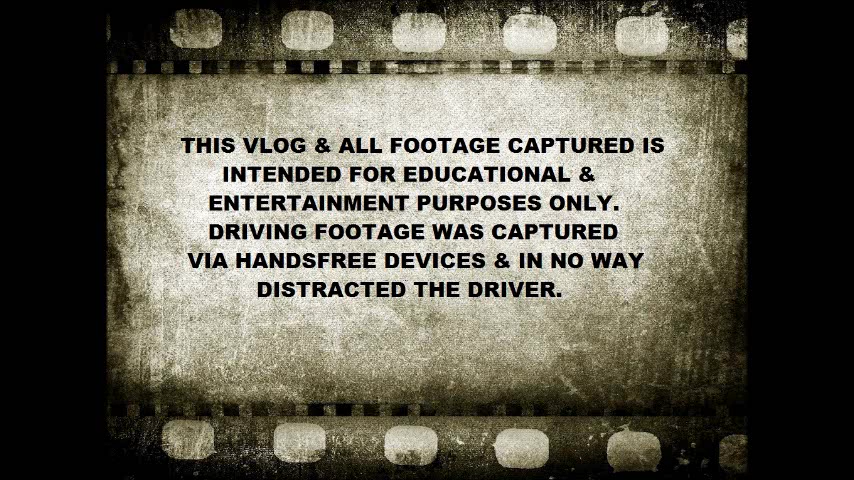 THIS VLOG & ALL FOOTAGE CAPTURED IS
INTENDED FOR EDUCATIONAL &
ENTERTAINMENT PURPOSES ONLY.
DRIVING FOOTAGE WAS CAPTURED
VIA HANDSFREE DEVICES & IN NO WAY
DISTRACTED THE DRIVER.